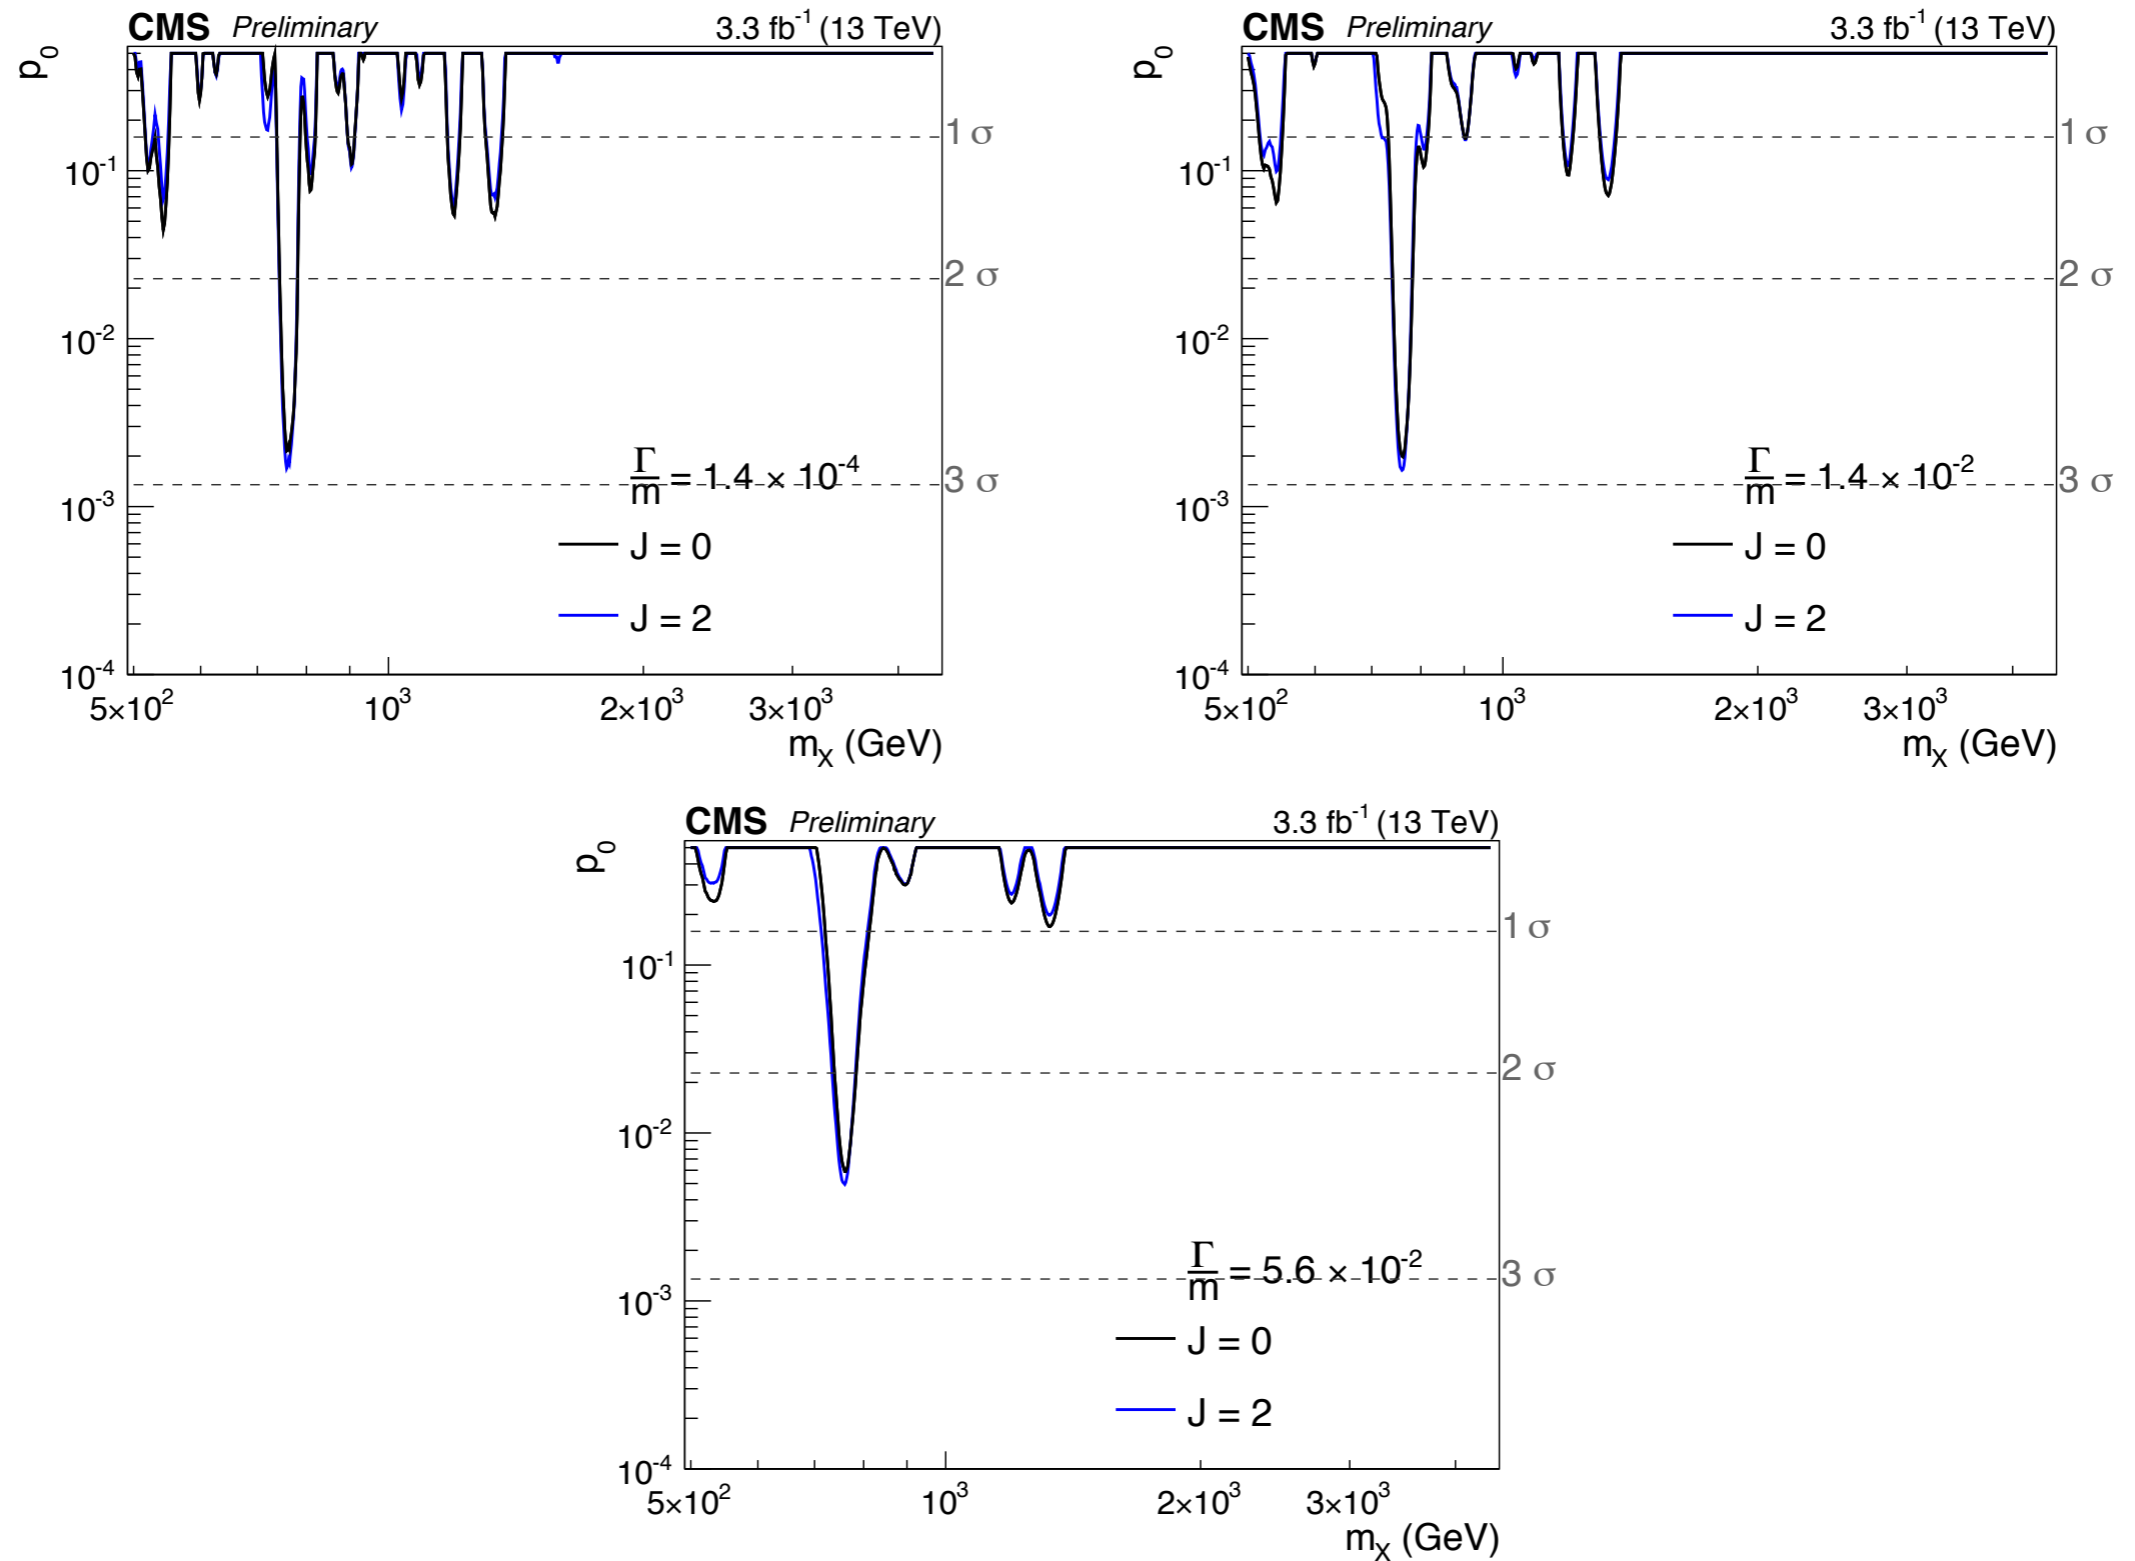 CMS Preliminary 3.3 fb⁻¹ (13 TeV)
p₀
1 σ
10⁻¹
2 σ
10⁻²
Γ/m = 1.4 × 10⁻⁴
3 σ
10⁻³
J = 0
J = 2
10⁻⁴
5×10² 10³ 2×10³ 3×10³
m_X (GeV)
CMS Preliminary 3.3 fb⁻¹ (13 TeV)
p₀
1 σ
10⁻¹
2 σ
10⁻²
Γ/m = 1.4 × 10⁻²
3 σ
10⁻³
J = 0
J = 2
10⁻⁴
5×10² 10³ 2×10³ 3×10³
m_X (GeV)
CMS Preliminary 3.3 fb⁻¹ (13 TeV)
p₀
1 σ
10⁻¹
2 σ
10⁻²
Γ/m = 5.6 × 10⁻²
3 σ
10⁻³
J = 0
J = 2
10⁻⁴
5×10² 10³ 2×10³ 3×10³
m_X (GeV)